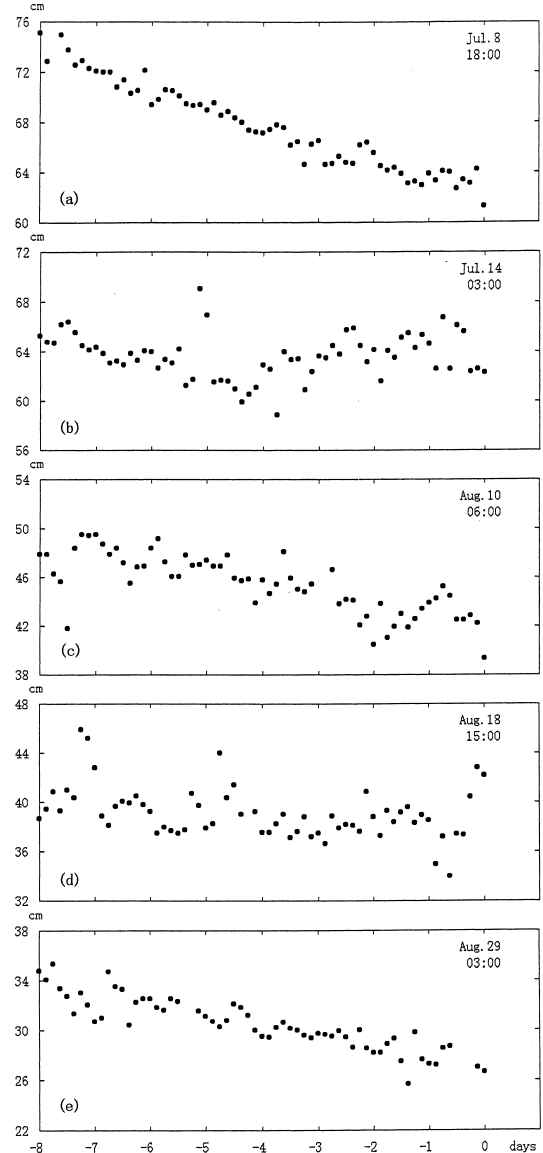 cm
76
72
68
64
60
Jul.8
18:00
(a)
cm
72
68
64
60
56
Jul.14
03:00
(b)
cm
54
50
46
42
38
Aug.10
06:00
(c)
cm
48
44
40
36
32
Aug.18
15:00
(d)
cm
38
34
30
26
22
Aug.29
03:00
(e)
-8 -7 -6 -5 -4 -3 -2 -1 0 days